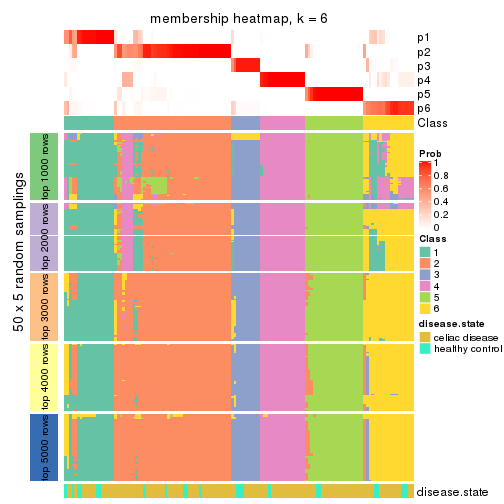 membership heatmap, k = 6
p1
p2
p3
p4
p5
p6
Class
50 x 5 random samplings
top 1000 rows
top 2000 rows
top 3000 rows
top 4000 rows
top 5000 rows
disease.state
Prob
1
0.8
0.6
0.4
0.2
0
Class
1
2
3
4
5
6
disease.state
celiac disease
healthy control